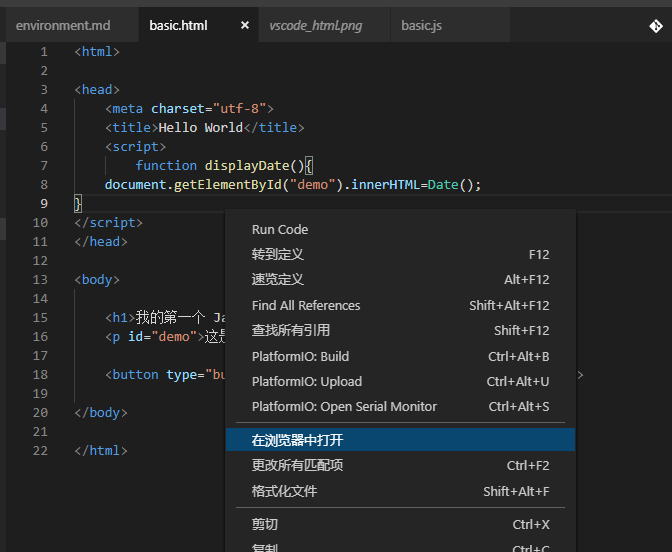 environment.md basic.html × vscode_html.png basic.js
1 <html>
2
3 <head>
4 <meta charset="utf-8">
5 <title>Hello World</title>
6 <script>
7 function displayDate(){
8 document.getElementById("demo").innerHTML=Date();
9 }
10 </script>
11 </head>
12
13 <body>
14
15 <h1>我的第一个 Ja
16 <p id="demo">这是
17
18 <button type="bu >
19
20 </body>
21
22 </html>
Run Code
转到定义 F12
速览定义 Alt+F12
Find All References Shift+Alt+F12
查找所有引用 Shift+F12
PlatformIO: Build Ctrl+Alt+B
PlatformIO: Upload Ctrl+Alt+U
PlatformIO: Open Serial Monitor Ctrl+Alt+S
在浏览器中打开
更改所有匹配项 Ctrl+F2
格式化文件 Shift+Alt+F
剪切 Ctrl+X
复制 Ctrl+C